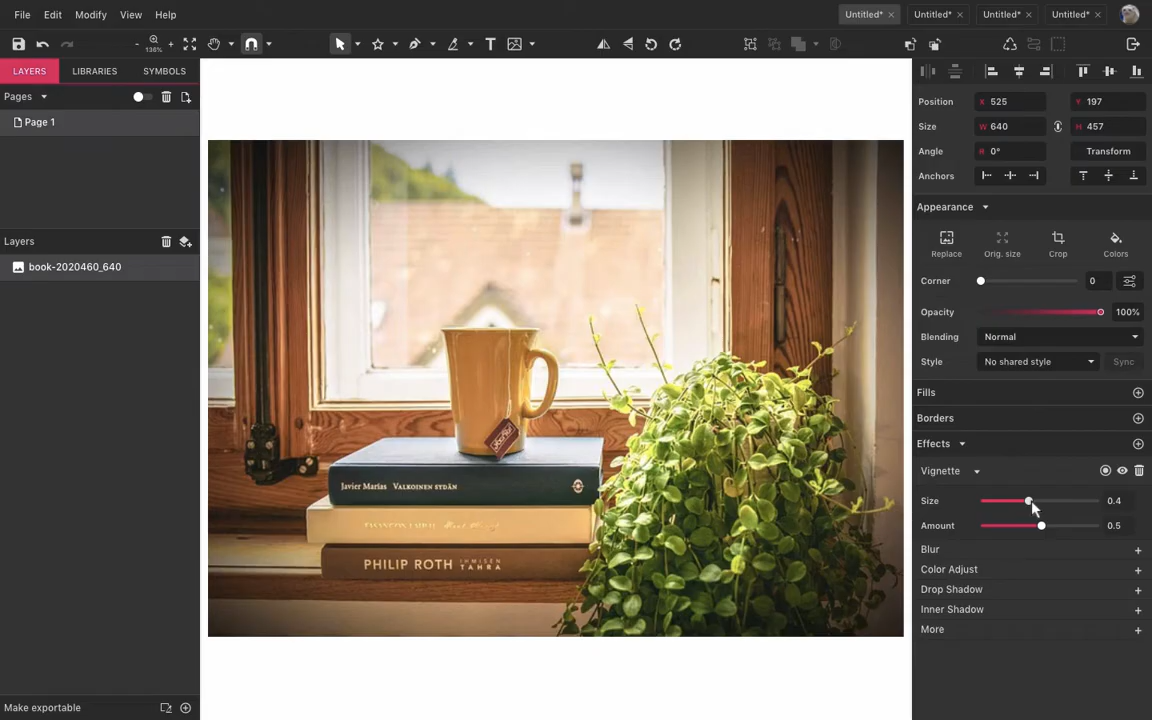 File Edit Modify View Help
Untitled* × Untitled* × Untitled* × Untitled* ×
- 136% +
T
LAYERS LIBRARIES SYMBOLS
Pages
Page 1
Layers
book-2020460_640
Make exportable
Javier Marías VALKOINEN SYDÄN
PHILIP ROTH IHMISEN TAHRA
Position X 525 Y 197
Size W 640 H 457
Angle 0° Transform
Anchors
Appearance
Replace Orig. size Crop Colors
Corner 0
Opacity 100%
Blending Normal
Style No shared style Sync
Fills
Borders
Effects
Vignette
Size 0.4
Amount 0.5
Blur +
Color Adjust +
Drop Shadow +
Inner Shadow +
More +